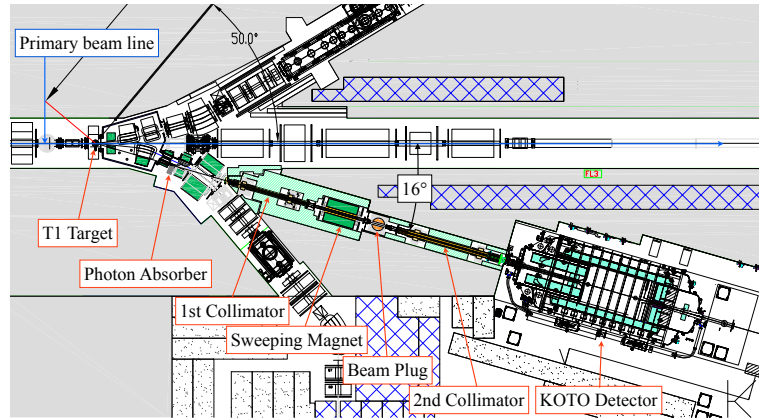 Primary beam line
50.0°
FL3
16°
T1 Target
Photon Absorber
1st Collimator
Sweeping Magnet
Beam Plug
2nd Collimator
KOTO Detector